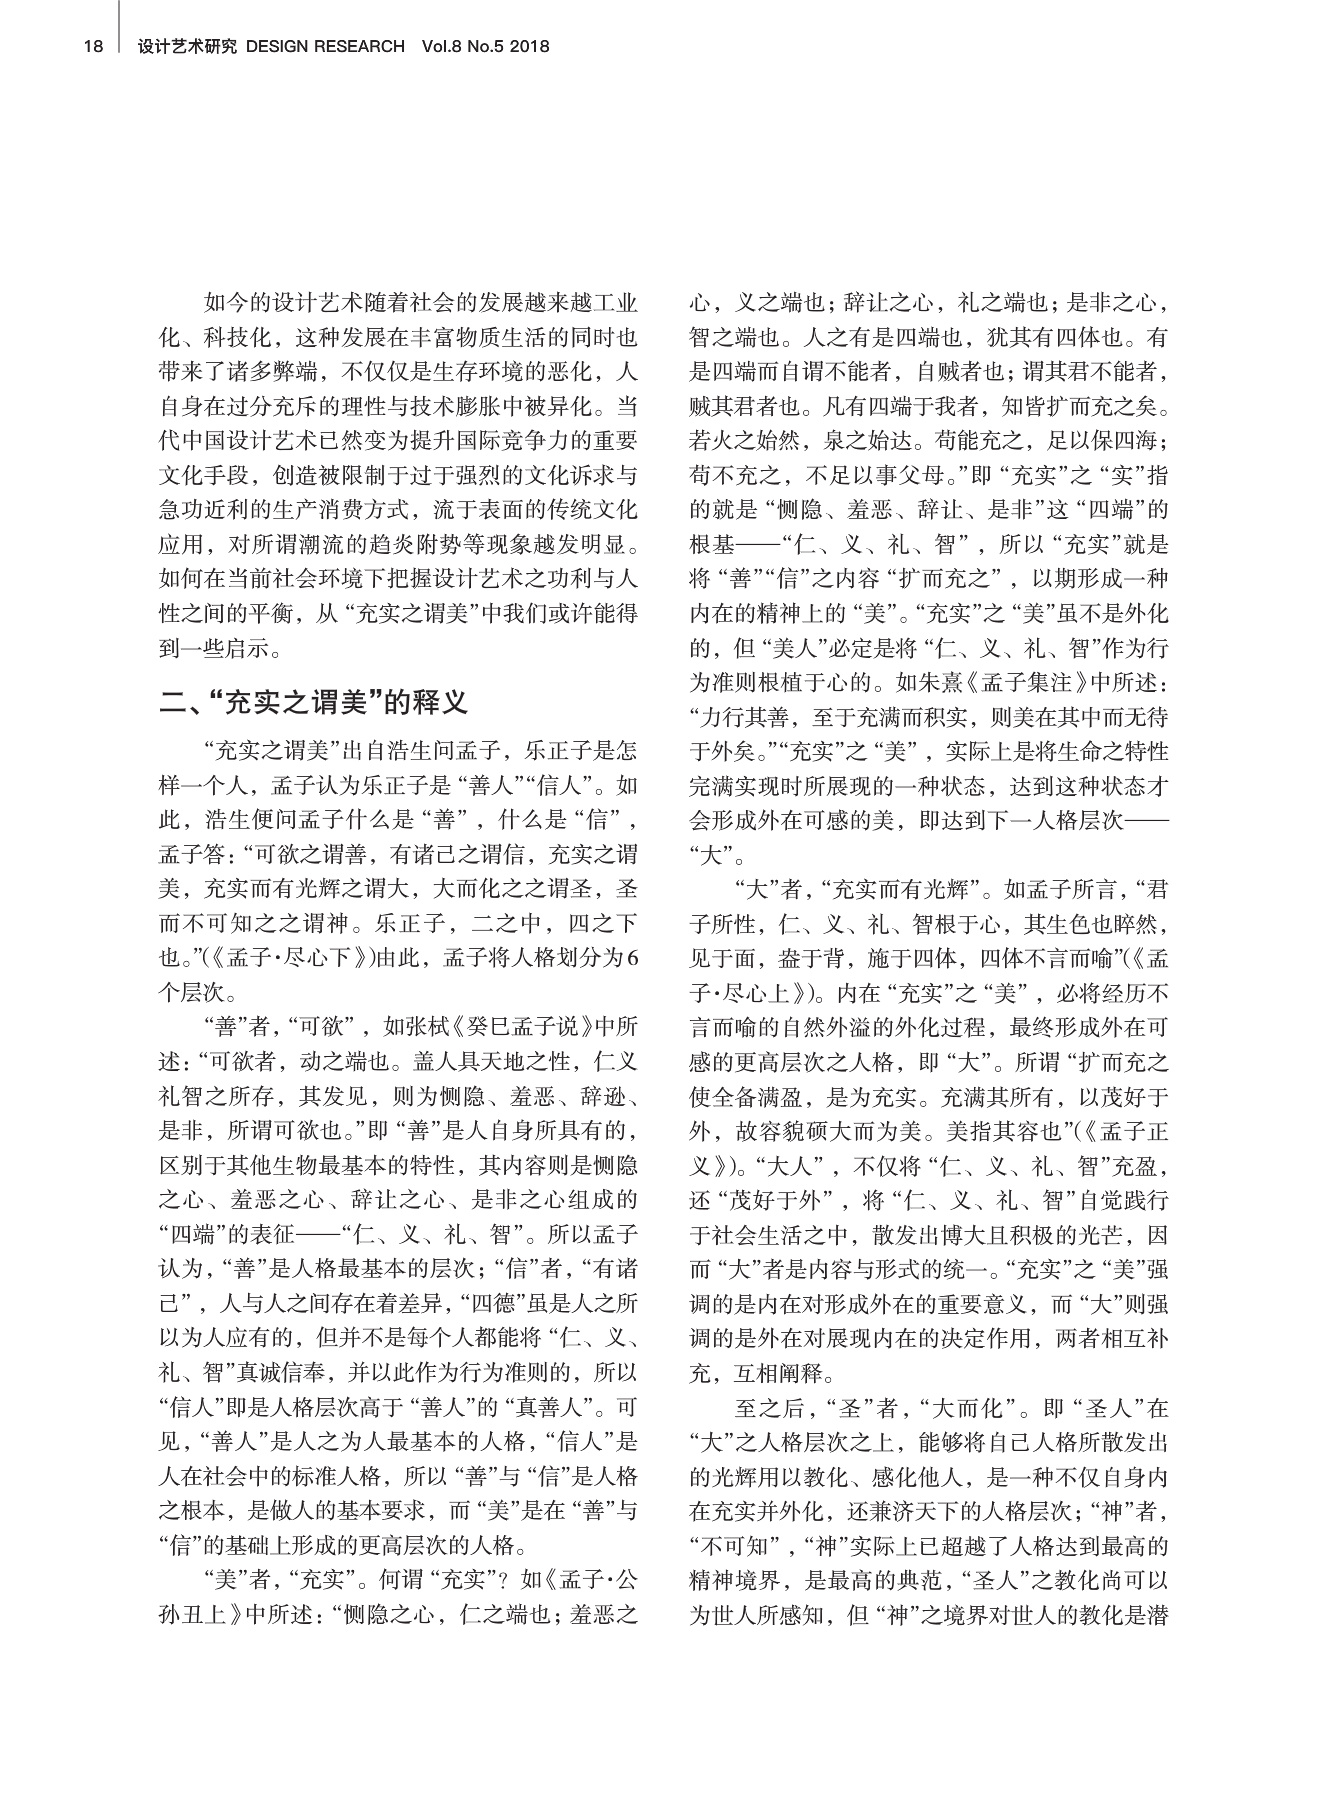 18
设计艺术研究 DESIGN RESEARCH Vol.8 No.5 2018
如今的设计艺术随着社会的发展越来越工业
化、科技化，这种发展在丰富物质生活的同时也
带来了诸多弊端，不仅仅是生存环境的恶化，人
自身在过分充斥的理性与技术膨胀中被异化。当
代中国设计艺术已然变为提升国际竞争力的重要
文化手段，创造被限制于过于强烈的文化诉求与
急功近利的生产消费方式，流于表面的传统文化
应用，对所谓潮流的趋炎附势等现象越发明显。
如何在当前社会环境下把握设计艺术之功利与人
性之间的平衡，从“充实之谓美”中我们或许能得
到一些启示。
二、“充实之谓美”的释义
“充实之谓美”出自浩生问孟子，乐正子是怎
样一个人，孟子认为乐正子是“善人”“信人”。如
此，浩生便问孟子什么是“善”，什么是“信”，
孟子答：“可欲之谓善，有诸己之谓信，充实之谓
美，充实而有光辉之谓大，大而化之之谓圣，圣
而不可知之之谓神。乐正子，二之中，四之下
也。”(《孟子·尽心下》)由此，孟子将人格划分为6
个层次。
“善”者，“可欲”，如张栻《癸巳孟子说》中所
述：“可欲者，动之端也。盖人具天地之性，仁义
礼智之所存，其发见，则为恻隐、羞恶、辞逊、
是非，所谓可欲也。”即“善”是人自身所具有的，
区别于其他生物最基本的特性，其内容则是恻隐
之心、羞恶之心、辞让之心、是非之心组成的
“四端”的表征——“仁、义、礼、智”。所以孟子
认为，“善”是人格最基本的层次；“信”者，“有诸
己”，人与人之间存在着差异，“四德”虽是人之所
以为人应有的，但并不是每个人都能将“仁、义、
礼、智”真诚信奉，并以此作为行为准则的，所以
“信人”即是人格层次高于“善人”的“真善人”。可
见，“善人”是人之为人最基本的人格，“信人”是
人在社会中的标准人格，所以“善”与“信”是人格
之根本，是做人的基本要求，而“美”是在“善”与
“信”的基础上形成的更高层次的人格。
“美”者，“充实”。何谓“充实”？如《孟子·公
孙丑上》中所述：“恻隐之心，仁之端也；羞恶之
心，义之端也；辞让之心，礼之端也；是非之心，
智之端也。人之有是四端也，犹其有四体也。有
是四端而自谓不能者，自贼者也；谓其君不能者，
贼其君者也。凡有四端于我者，知皆扩而充之矣。
若火之始然，泉之始达。苟能充之，足以保四海；
苟不充之，不足以事父母。”即“充实”之“实”指
的就是“恻隐、羞恶、辞让、是非”这“四端”的
根基——“仁、义、礼、智”，所以“充实”就是
将“善”“信”之内容“扩而充之”，以期形成一种
内在的精神上的“美”。“充实”之“美”虽不是外化
的，但“美人”必定是将“仁、义、礼、智”作为行
为准则根植于心的。如朱熹《孟子集注》中所述：
“力行其善，至于充满而积实，则美在其中而无待
于外矣。”“充实”之“美”，实际上是将生命之特性
完满实现时所展现的一种状态，达到这种状态才
会形成外在可感的美，即达到下一人格层次——
“大”。
“大”者，“充实而有光辉”。如孟子所言，“君
子所性，仁、义、礼、智根于心，其生色也睟然，
见于面，盎于背，施于四体，四体不言而喻”(《孟
子·尽心上》)。内在“充实”之“美”，必将经历不
言而喻的自然外溢的外化过程，最终形成外在可
感的更高层次之人格，即“大”。所谓“扩而充之
使全备满盈，是为充实。充满其所有，以茂好于
外，故容貌硕大而为美。美指其容也”(《孟子正
义》)。“大人”，不仅将“仁、义、礼、智”充盈，
还“茂好于外”，将“仁、义、礼、智”自觉践行
于社会生活之中，散发出博大且积极的光芒，因
而“大”者是内容与形式的统一。“充实”之“美”强
调的是内在对形成外在的重要意义，而“大”则强
调的是外在对展现内在的决定作用，两者相互补
充，互相阐释。
至之后，“圣”者，“大而化”。即“圣人”在
“大”之人格层次之上，能够将自己人格所散发出
的光辉用以教化、感化他人，是一种不仅自身内
在充实并外化，还兼济天下的人格层次；“神”者，
“不可知”，“神”实际上已超越了人格达到最高的
精神境界，是最高的典范，“圣人”之教化尚可以
为世人所感知，但“神”之境界对世人的教化是潜